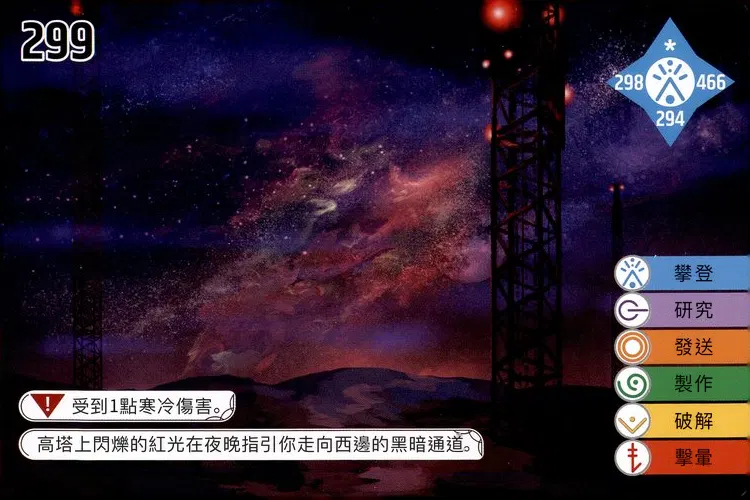 299
*
298
466
294
攀登
研究
發送
製作
破解
擊暈
! 受到1點寒冷傷害。
高塔上閃爍的紅光在夜晚指引你走向西邊的黑暗通道。